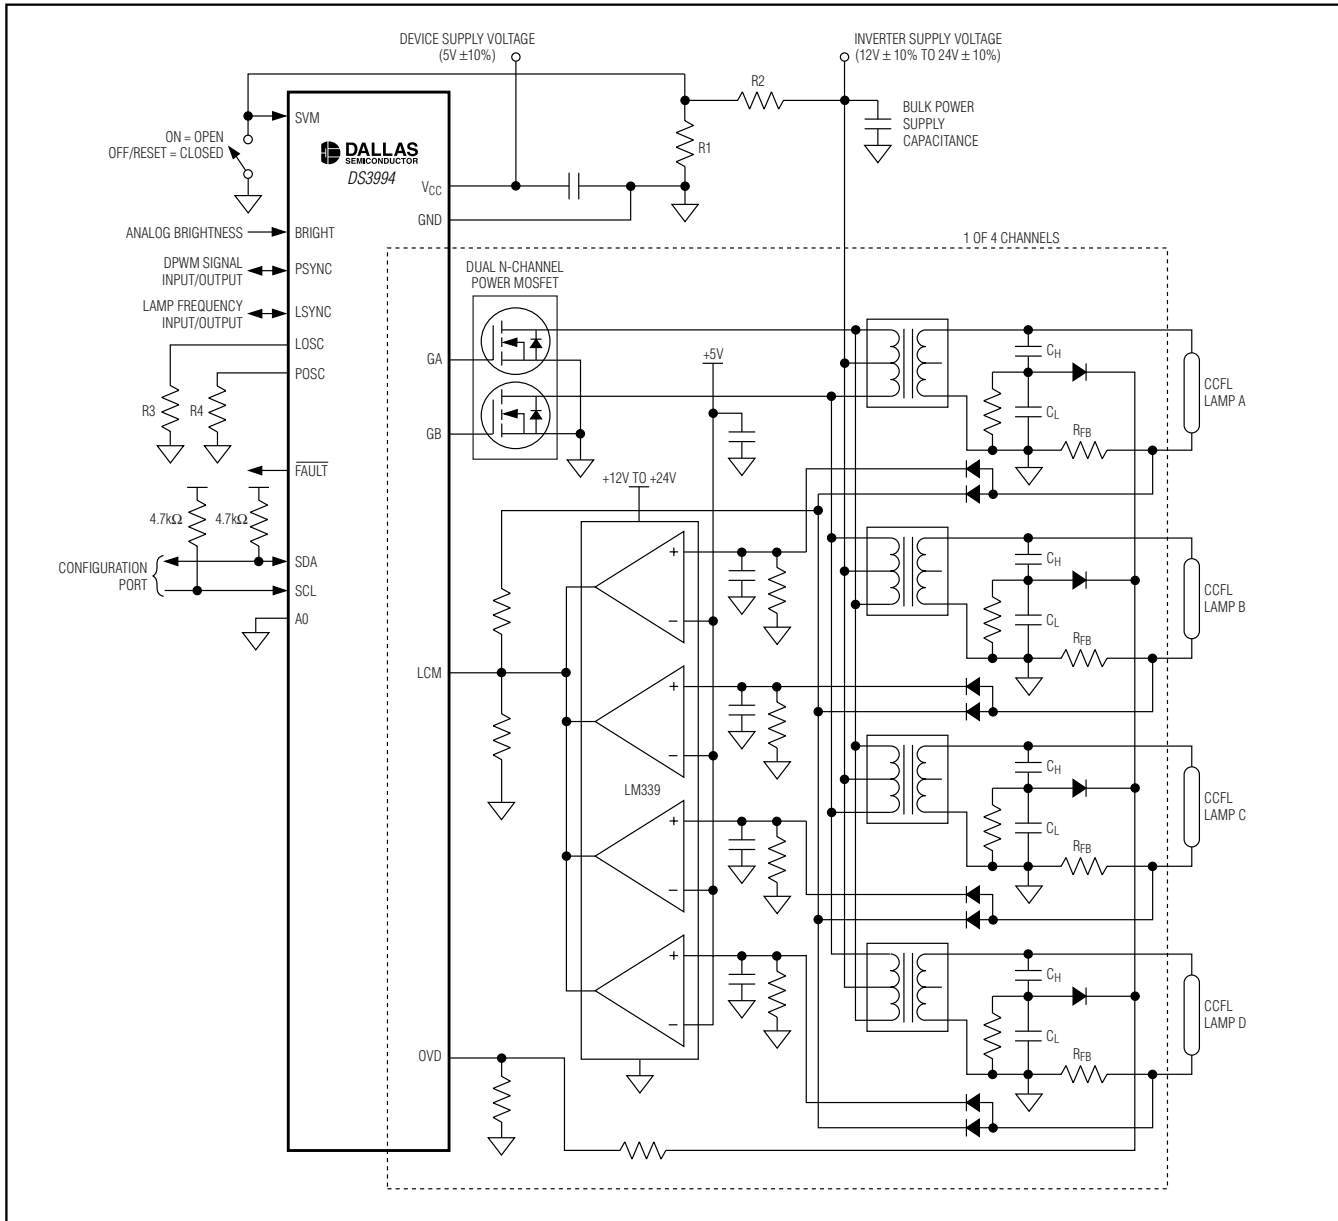 DEVICE SUPPLY VOLTAGE
(5V ±10%)
INVERTER SUPPLY VOLTAGE
(12V ± 10% TO 24V ± 10%)
R2
BULK POWER
SUPPLY
CAPACITANCE
R1
ON = OPEN
OFF/RESET = CLOSED
SVM
DALLAS
SEMICONDUCTOR
DS3994
VCC
GND
ANALOG BRIGHTNESS
BRIGHT
DPWM SIGNAL
INPUT/OUTPUT
PSYNC
LAMP FREQUENCY
INPUT/OUTPUT
LSYNC
LOSC
POSC
R3
R4
FAULT
4.7kΩ
4.7kΩ
CONFIGURATION
PORT
SDA
SCL
A0
1 OF 4 CHANNELS
DUAL N-CHANNEL
POWER MOSFET
GA
GB
+5V
+12V TO +24V
LCM
OVD
+
−
+
−
LM339
+
−
+
−
CH
CL
RFB
CCFL
LAMP A
CH
CL
RFB
CCFL
LAMP B
CH
CL
RFB
CCFL
LAMP C
CH
CL
RFB
CCFL
LAMP D